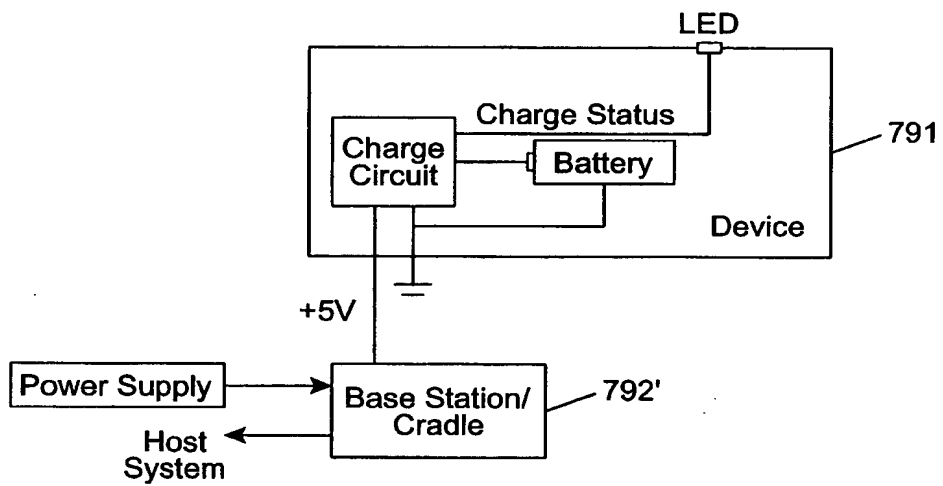 LED
Charge Status
791
Charge
Circuit
Battery
Device
+5V
Power Supply
Base Station/
Cradle
792'
Host
System